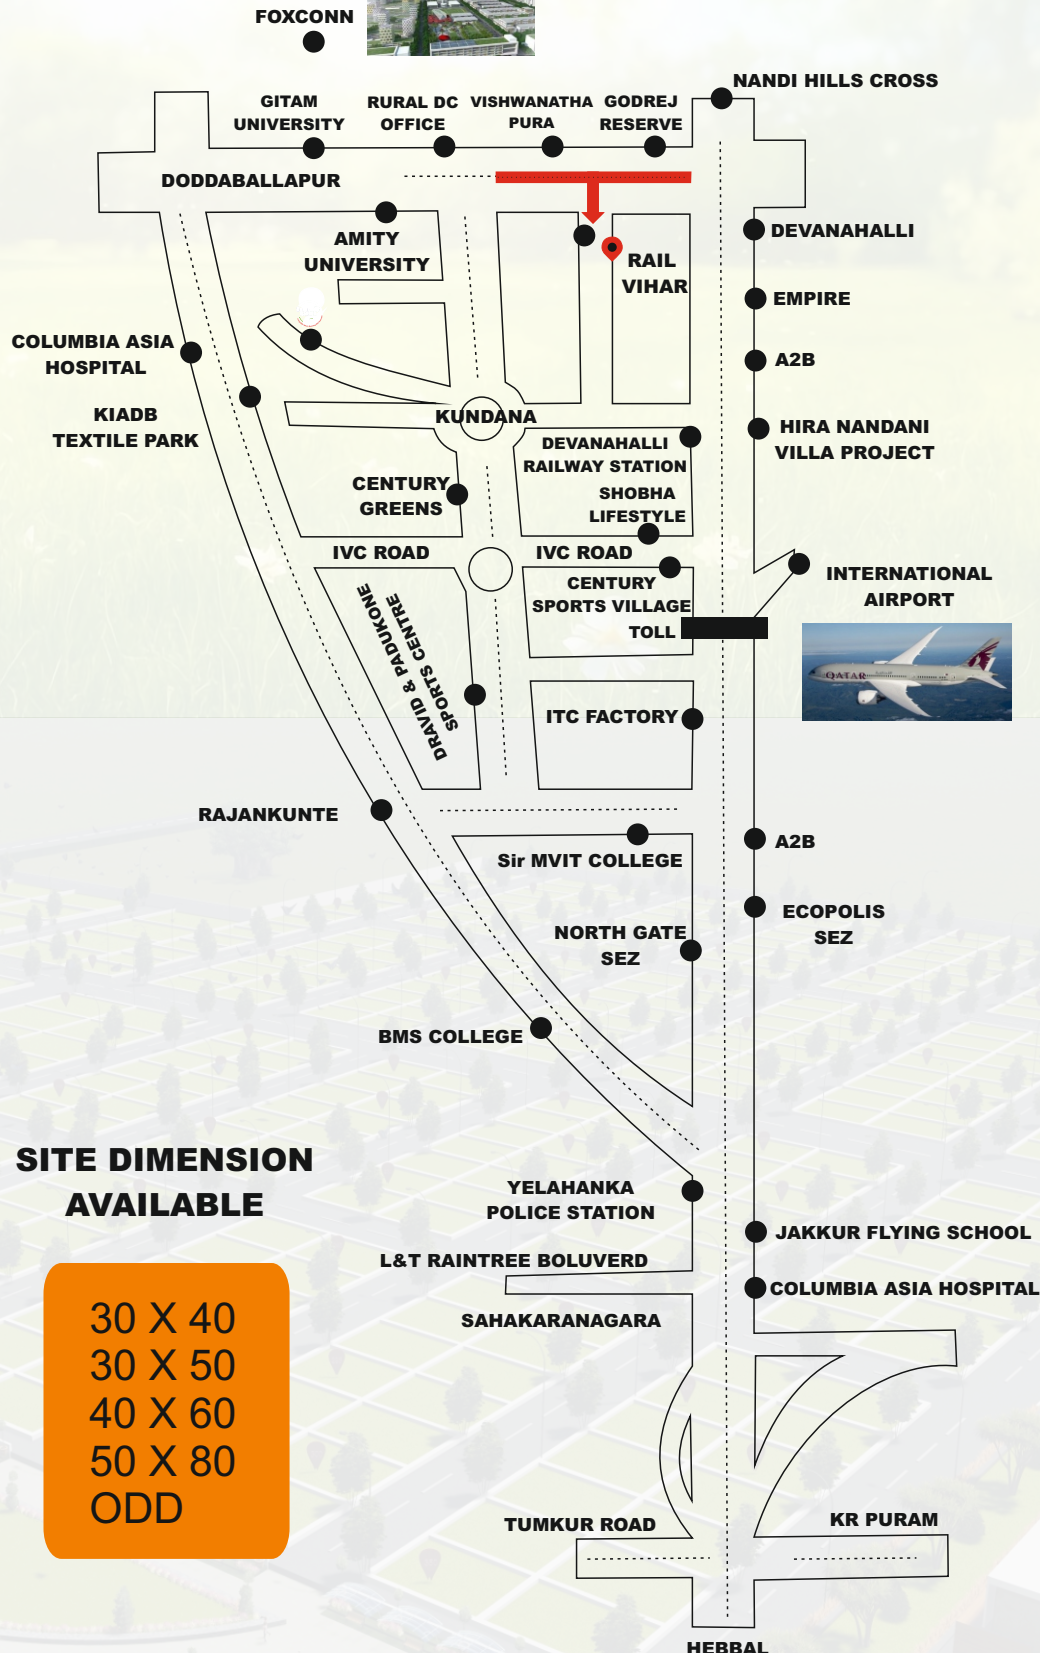 FOXCONN
NANDI HILLS CROSS
GITAM
UNIVERSITY
RURAL DC
OFFICE
VISHWANATHA
PURA
GODREJ
RESERVE
DODDABALLAPUR
AMITY
UNIVERSITY
RAIL
VIHAR
DEVANAHALLI
EMPIRE
COLUMBIA ASIA
HOSPITAL
A2B
KIADB
TEXTILE PARK
KUNDANA
HIRA NANDANI
VILLA PROJECT
DEVANAHALLI
RAILWAY STATION
CENTURY
GREENS
SHOBHA
LIFESTYLE
IVC ROAD
IVC ROAD
CENTURY
SPORTS VILLAGE
TOLL
INTERNATIONAL
AIRPORT
DRAVID & PADUKONE
SPORTS CENTRE
QATAR
ITC FACTORY
RAJANKUNTE
Sir MVIT COLLEGE
A2B
ECOPOLIS
SEZ
NORTH GATE
SEZ
BMS COLLEGE
SITE DIMENSION
AVAILABLE
30 X 40
30 X 50
40 X 60
50 X 80
ODD
YELAHANKA
POLICE STATION
JAKKUR FLYING SCHOOL
L&T RAINTREE BOLUVERD
COLUMBIA ASIA HOSPITAL
SAHAKARANAGARA
TUMKUR ROAD
KR PURAM
HEBBAL